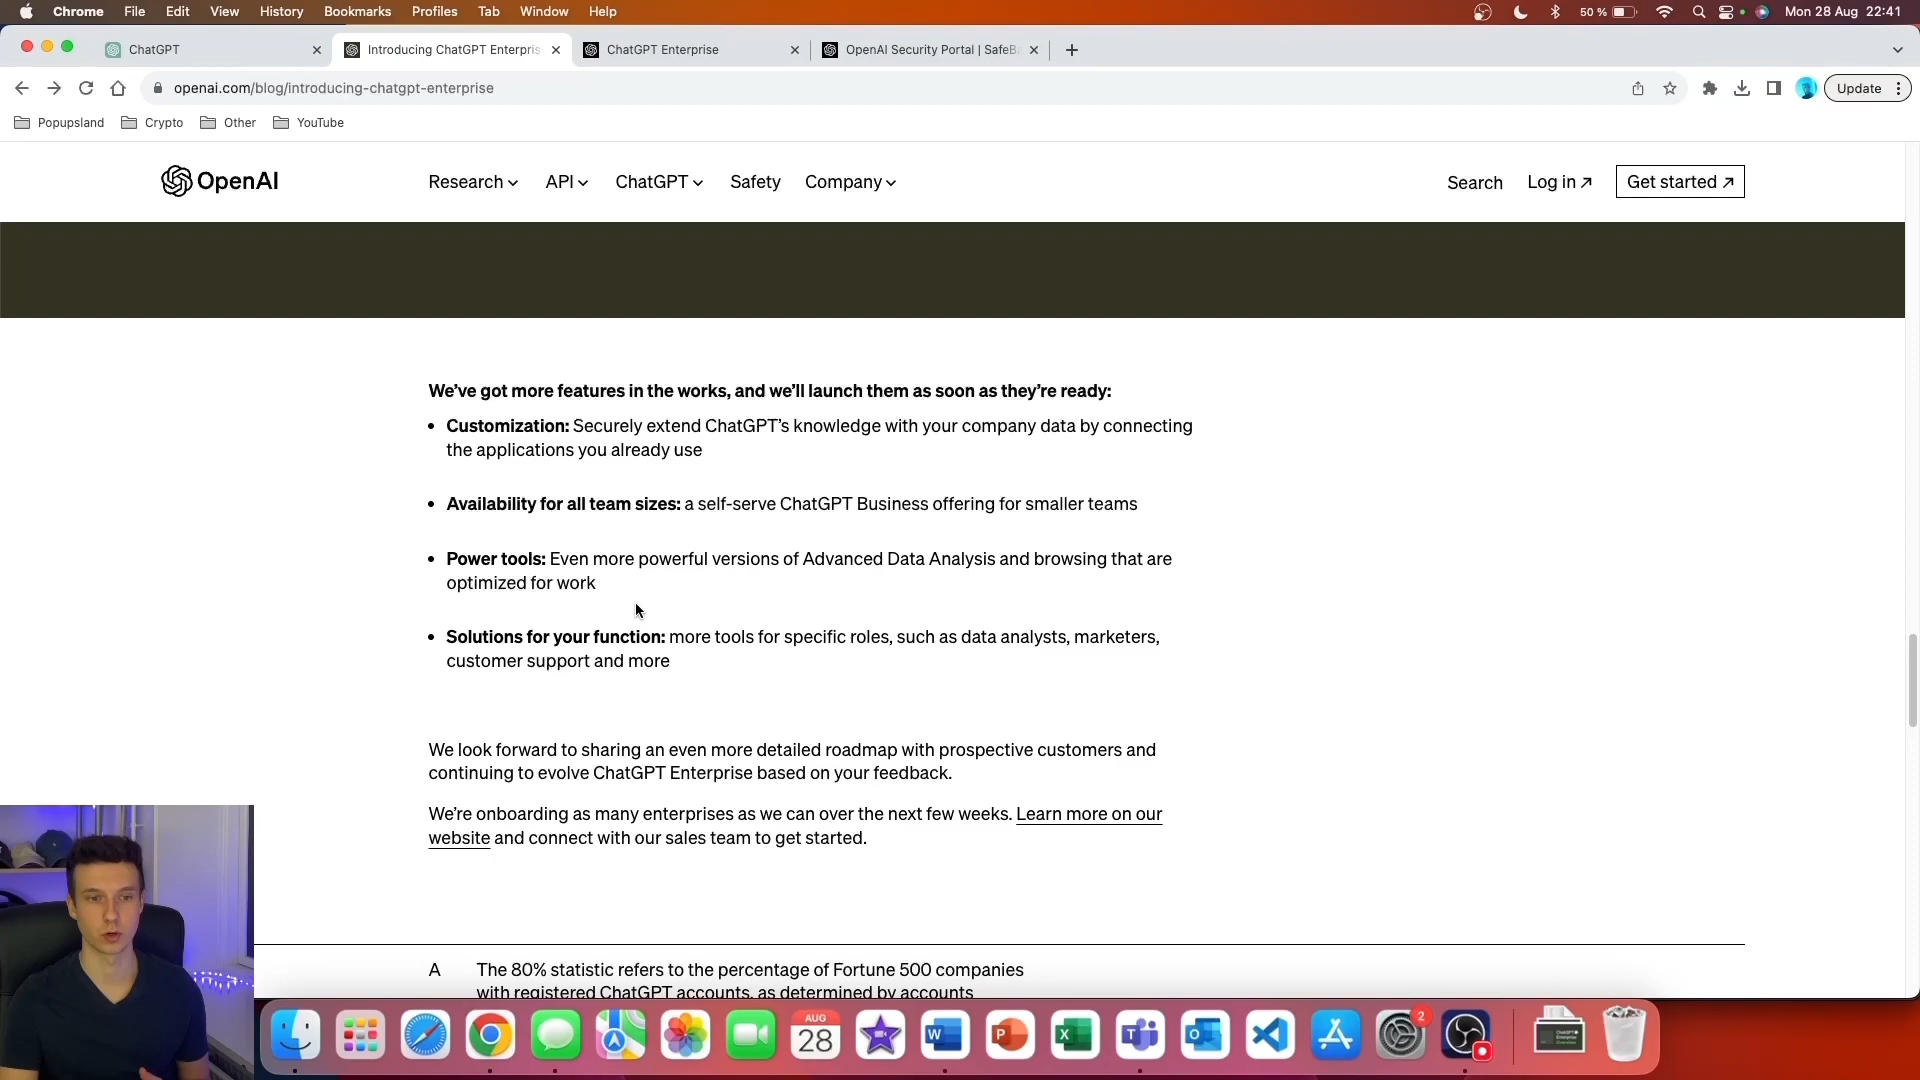 Chrome File Edit View History Bookmarks Profiles Tab Window Help 50 % Mon 28 Aug 22:41
ChatGPT Introducing ChatGPT Enterpris ChatGPT Enterprise OpenAI Security Portal | SafeB
openai.com/blog/introducing-chatgpt-enterprise Update
Popupsland Crypto Other YouTube
OpenAI Research API ChatGPT Safety Company Search Log in Get started
We’ve got more features in the works, and we’ll launch them as soon as they’re ready:
• Customization: Securely extend ChatGPT’s knowledge with your company data by connecting
the applications you already use
• Availability for all team sizes: a self-serve ChatGPT Business offering for smaller teams
• Power tools: Even more powerful versions of Advanced Data Analysis and browsing that are
optimized for work
• Solutions for your function: more tools for specific roles, such as data analysts, marketers,
customer support and more
We look forward to sharing an even more detailed roadmap with prospective customers and
continuing to evolve ChatGPT Enterprise based on your feedback.
We’re onboarding as many enterprises as we can over the next few weeks. Learn more on our
website and connect with our sales team to get started.
A The 80% statistic refers to the percentage of Fortune 500 companies
with registered ChatGPT accounts, as determined by accounts
AUG
28
W
P
X
T
O
2